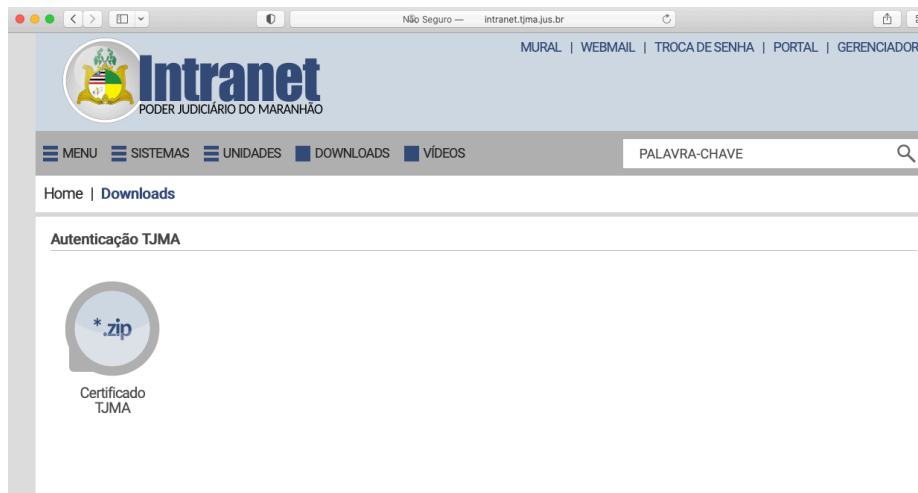 Não Seguro — intranet.tjma.jus.br
MURAL | WEBMAIL | TROCA DE SENHA | PORTAL | GERENCIADOR
Intranet
PODER JUDICIÁRIO DO MARANHÃO
MENU SISTEMAS UNIDADES DOWNLOADS VÍDEOS PALAVRA-CHAVE
Home | Downloads
Autenticação TJMA
*.zip
Certificado
TJMA